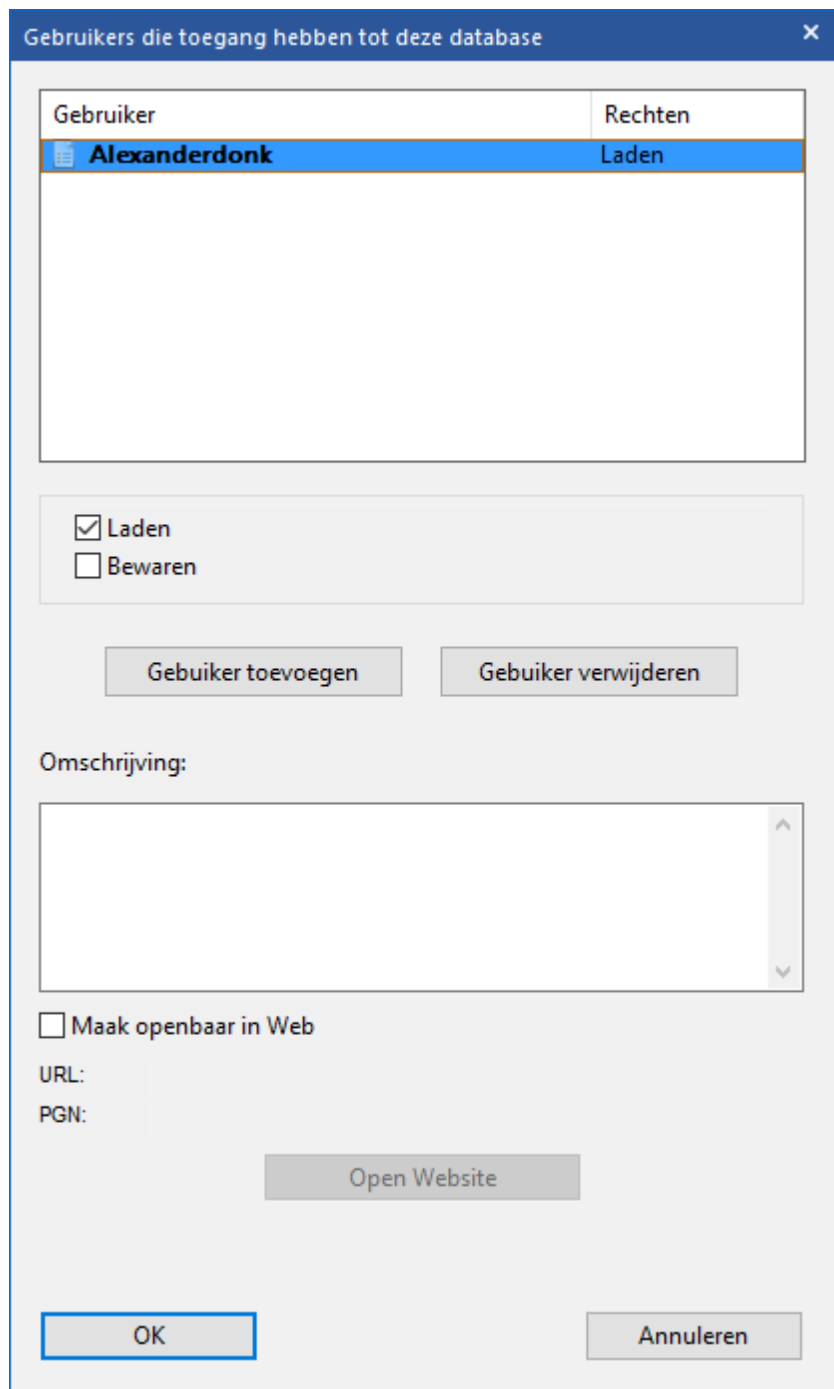 Gebruikers die toegang hebben tot deze database
Gebruiker Rechten
Alexanderdonk Laden
Laden
Bewaren
Gebuiker toevoegen Gebuiker verwijderen
Omschrijving:
Maak openbaar in Web
URL:
PGN:
Open Website
OK Annuleren